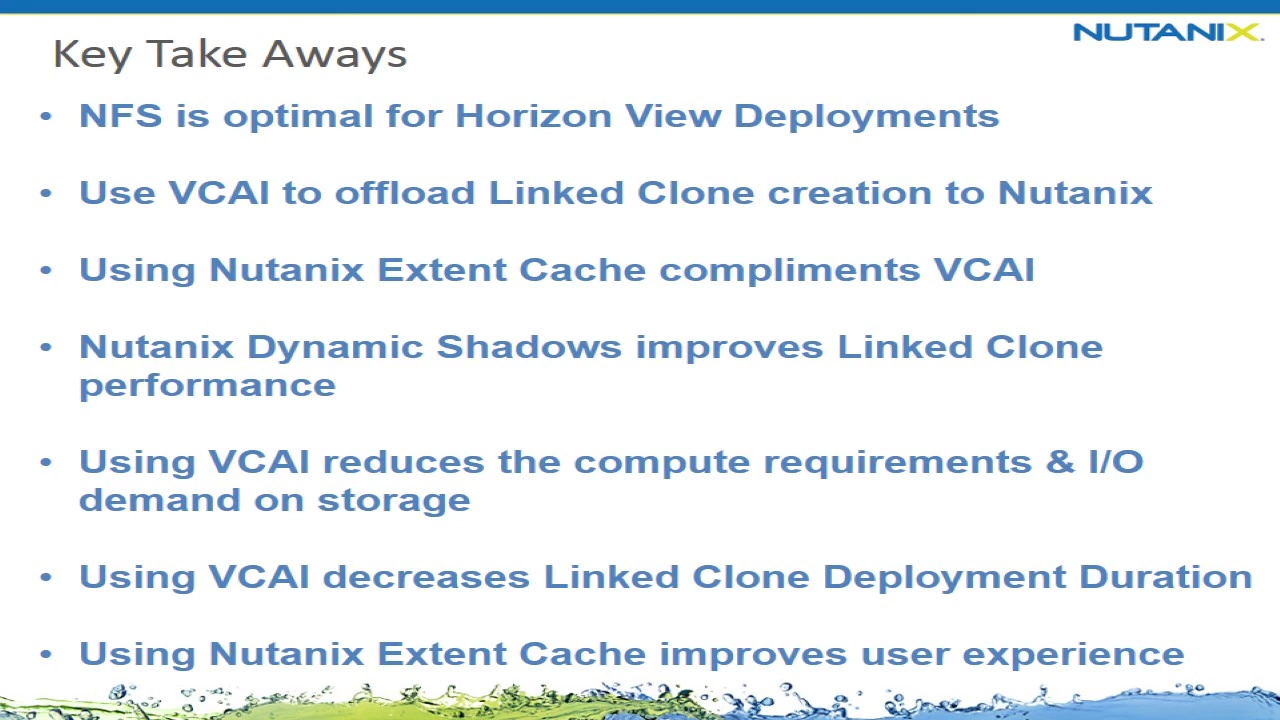 NUTANIX
Key Take Aways
• NFS is optimal for Horizon View Deployments
• Use VCAI to offload Linked Clone creation to Nutanix
• Using Nutanix Extent Cache compliments VCAI
• Nutanix Dynamic Shadows improves Linked Clone
performance
• Using VCAI reduces the compute requirements & I/O
demand on storage
• Using VCAI decreases Linked Clone Deployment Duration
• Using Nutanix Extent Cache improves user experience